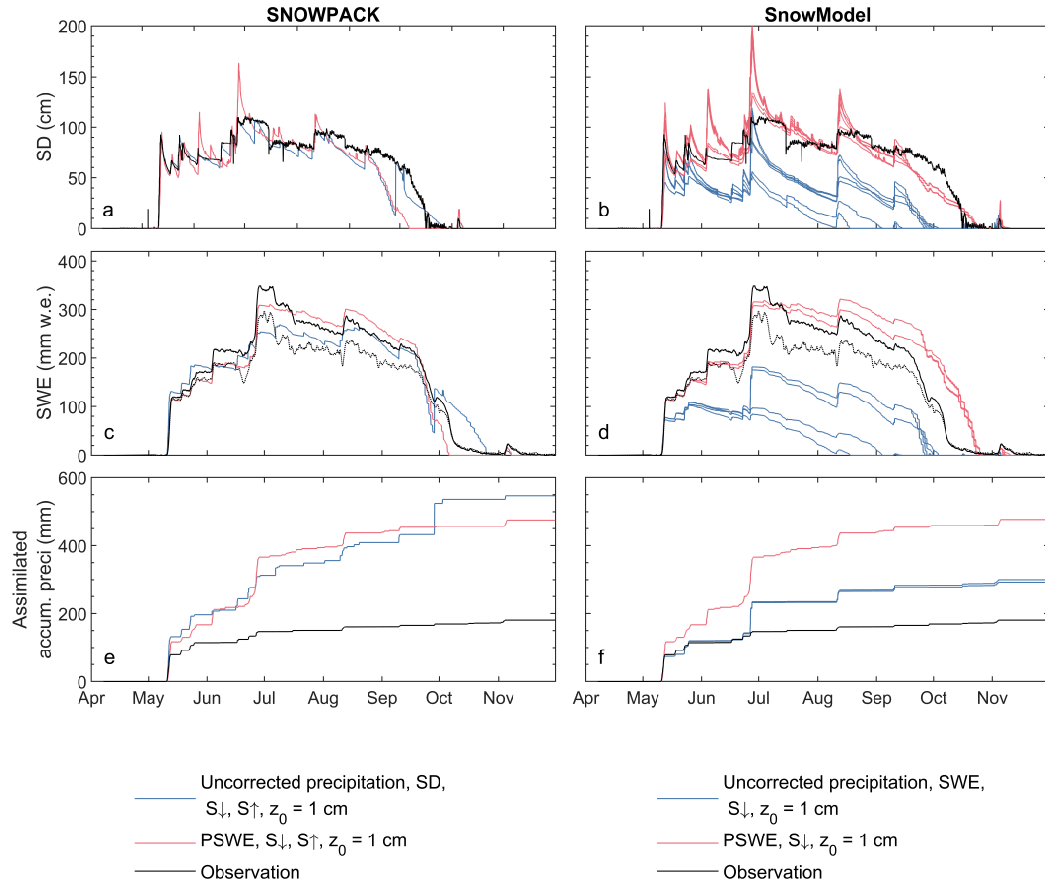 SNOWPACK
SnowModel
SD (cm)
200
150
100
50
0
a
b
SWE (mm w.e.)
400
300
200
100
0
c
d
Assimilated
accum. preci (mm)
600
400
200
0
e
f
Apr May Jun Jul Aug Sep Oct Nov
Apr May Jun Jul Aug Sep Oct Nov
Uncorrected precipitation, SD,
S↓, S↑, z₀ = 1 cm
PSWE, S↓, S↑, z₀ = 1 cm
Observation
Uncorrected precipitation, SWE,
S↓, z₀ = 1 cm
PSWE, S↓, z₀ = 1 cm
Observation